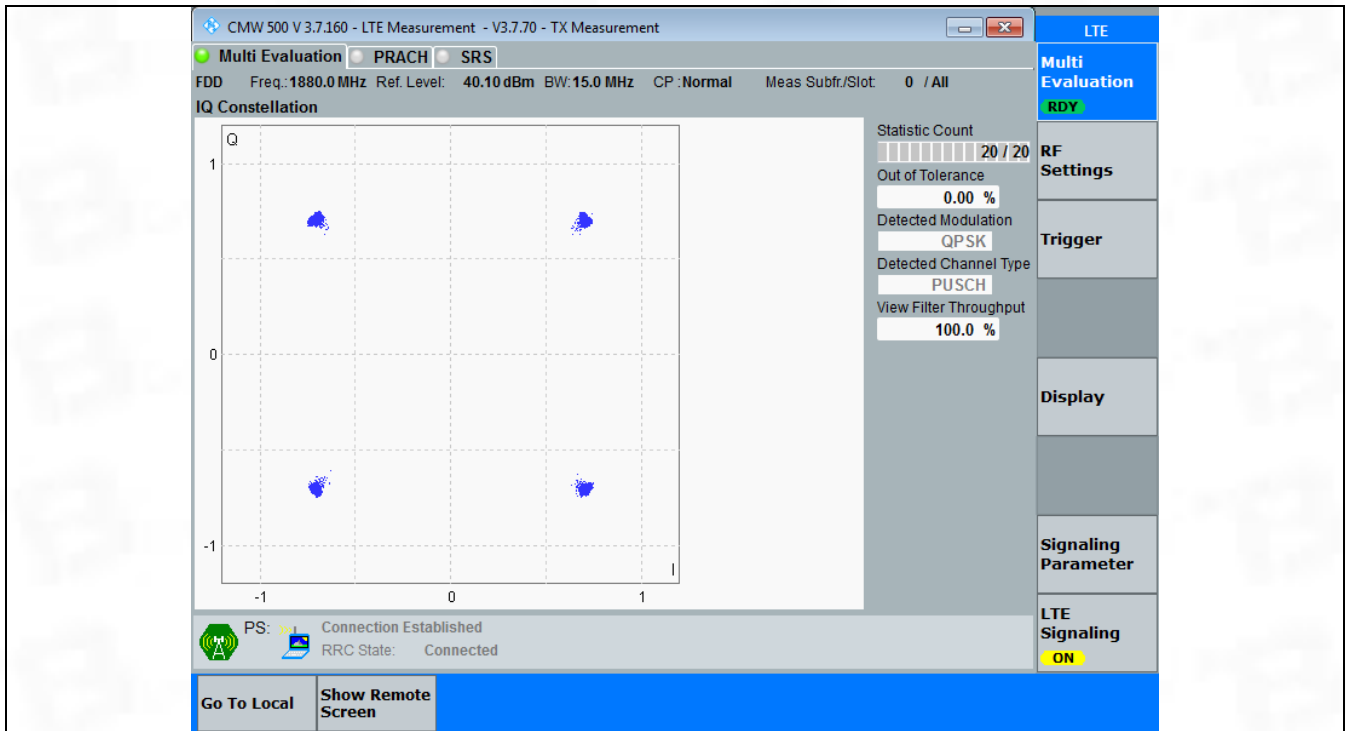 CMW 500 V 3.7.160 - LTE Measurement - V3.7.70 - TX Measurement
LTE
Multi Evaluation PRACH SRS
FDD Freq.:1880.0 MHz Ref. Level: 40.10 dBm BW:15.0 MHz CP :Normal Meas Subfr./Slot: 0 / All
IQ Constellation
Q
1
0
-1
I
-1 0 1
Statistic Count
20 / 20
Out of Tolerance
0.00 %
Detected Modulation
QPSK
Detected Channel Type
PUSCH
View Filter Throughput
100.0 %
Multi
Evaluation
RDY
RF
Settings
Trigger
Display
Signaling
Parameter
LTE
Signaling
ON
PS: Connection Established
RRC State: Connected
Go To Local
Show Remote
Screen